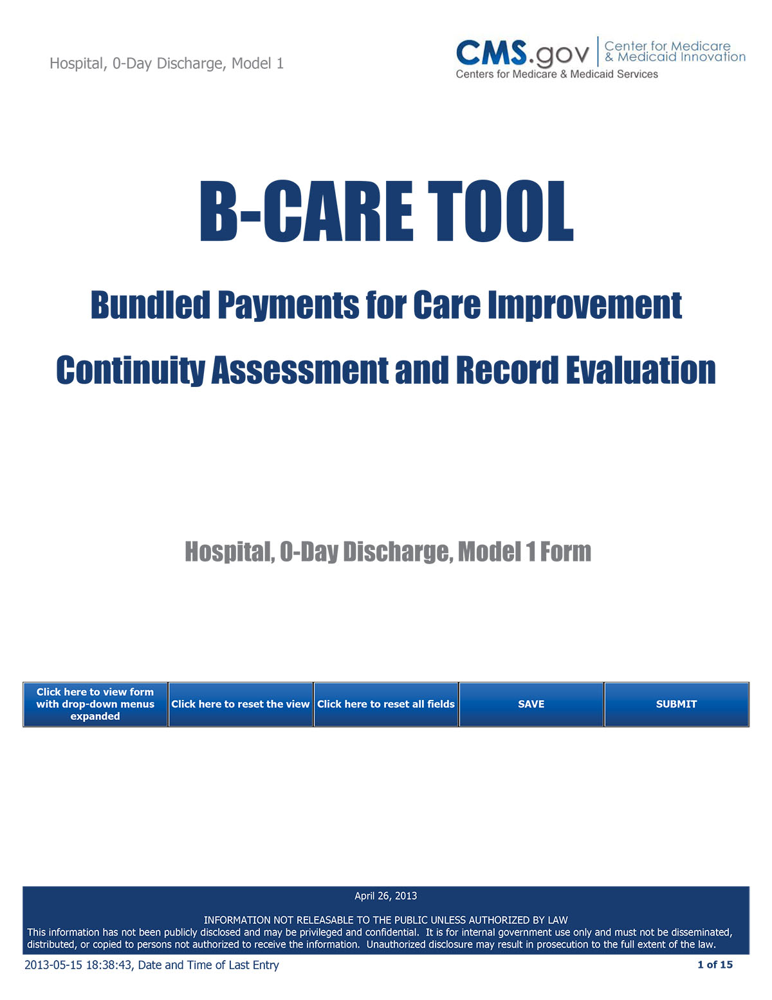 Hospital, 0-Day Discharge, Model 1
CMS.gov
Centers for Medicare & Medicaid Services
Center for Medicare
& Medicaid Innovation
B-CARE TOOL
Bundled Payments for Care Improvement
Continuity Assessment and Record Evaluation
Hospital, 0-Day Discharge, Model 1 Form
Click here to view form
with drop-down menus
expanded
Click here to reset the view
Click here to reset all fields
SAVE
SUBMIT
April 26, 2013
INFORMATION NOT RELEASABLE TO THE PUBLIC UNLESS AUTHORIZED BY LAW
This information has not been publicly disclosed and may be privileged and confidential.  It is for internal government use only and must not be disseminated,
distributed, or copied to persons not authorized to receive the information.  Unauthorized disclosure may result in prosecution to the full extent of the law.
2013-05-15 18:38:43, Date and Time of Last Entry
1 of 15